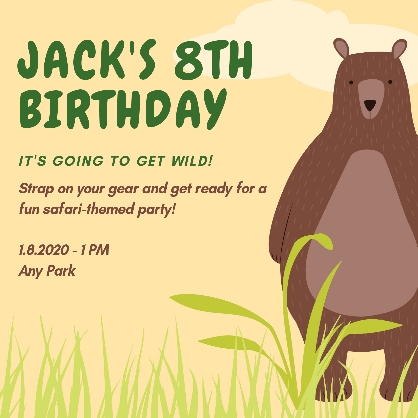 JACK'S 8TH
BIRTHDAY
IT'S GOING TO GET WILD!
Strap on your gear and get ready for a
fun safari-themed party!
1.8.2020 - 1 PM
Any Park